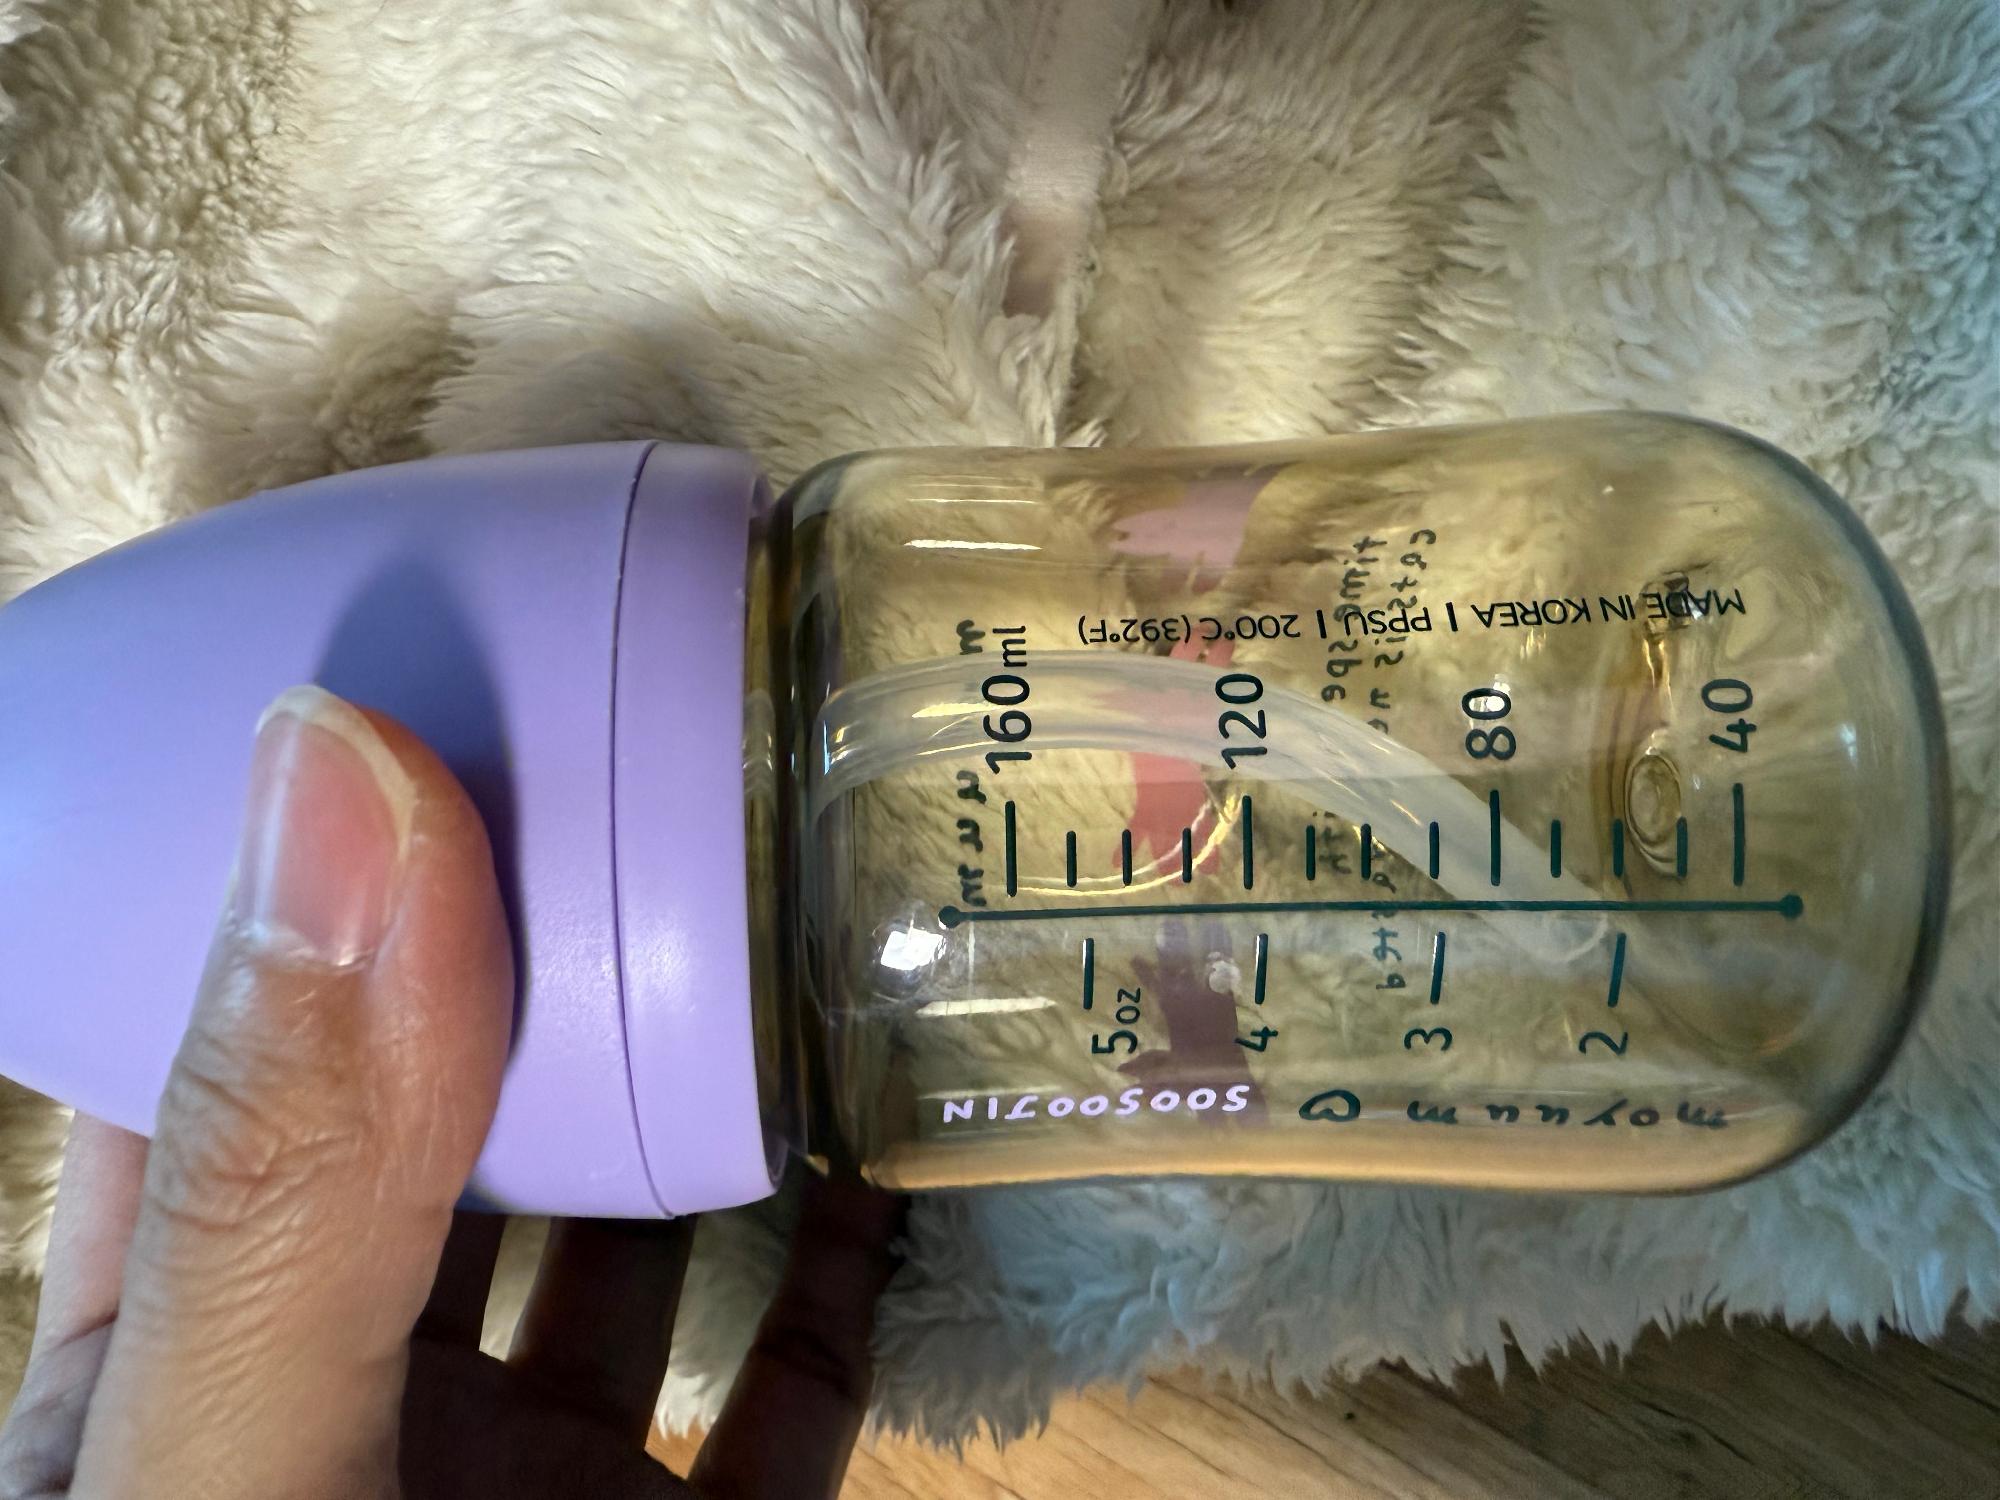 160ml
120
80
40
5oz
4
3
2
MADE IN KOREA | PPSU | 200°C (392°F)
moyuum
SOOSOOJIN